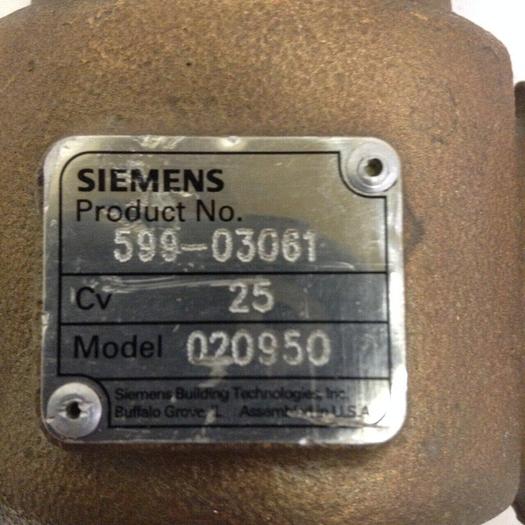 SIEMENS
Product No.
599-03061
Cv 25
Model 020950
Siemens Building Technologies, Inc.
Buffalo Grove, IL Assembled in U.S.A